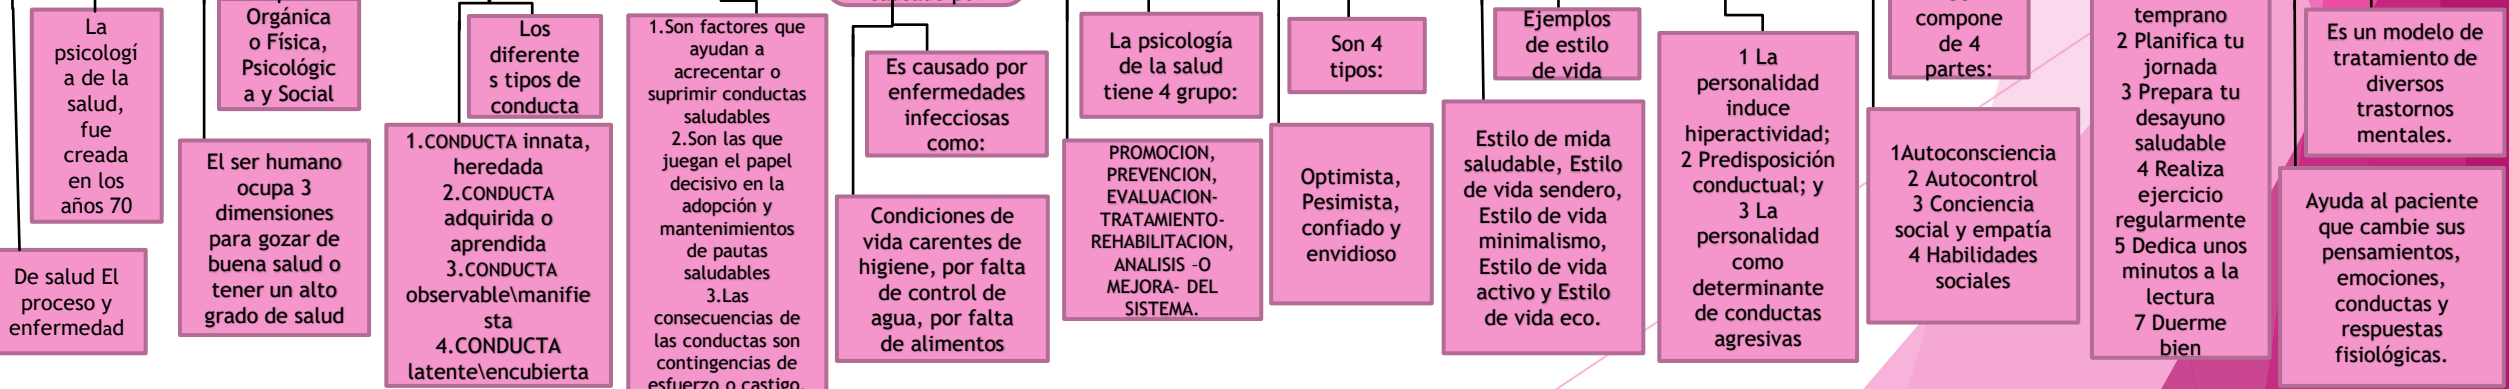 La
psicologí
a de la
salud,
fue
creada
en los
años 70
De salud El
proceso y
enfermedad
Orgánica
o Física,
Psicológic
a y Social
El ser humano
ocupa 3
dimensiones
para gozar de
buena salud o
tener un alto
grado de salud
Los
diferente
s tipos de
conducta
1.CONDUCTA innata,
heredada
2.CONDUCTA
adquirida o
aprendida
3.CONDUCTA
observable\manifie
sta
4.CONDUCTA
latente\encubierta
1.Son factores que
ayudan a
acrecentar o
suprimir conductas
saludables
2.Son las que
juegan el papel
decisivo en la
adopción y
mantenimientos
de pautas
saludables
3.Las
consecuencias de
las conductas son
contingencias de
esfuerzo o castigo.
Es causado por
enfermedades
infecciosas
como:
Condiciones de
vida carentes de
higiene, por falta
de control de
agua, por falta
de alimentos
La psicología
de la salud
tiene 4 grupo:
PROMOCION,
PREVENCION,
EVALUACION-
TRATAMIENTO-
REHABILITACION,
ANALISIS –O
MEJORA- DEL
SISTEMA.
Son 4
tipos:
Optimista,
Pesimista,
confiado y
envidioso
Ejemplos
de estilo
de vida
Estilo de mida
saludable, Estilo
de vida sendero,
Estilo de vida
minimalismo,
Estilo de vida
activo y Estilo
de vida eco.
1 La
personalidad
induce
hiperactividad;
2 Predisposición
conductual; y
3 La
personalidad
como
determinante
de conductas
agresivas
compone
de 4
partes:
1Autoconsciencia
2 Autocontrol
3 Conciencia
social y empatía
4 Habilidades
sociales
temprano
2 Planifica tu
jornada
3 Prepara tu
desayuno
saludable
4 Realiza
ejercicio
regularmente
5 Dedica unos
minutos a la
lectura
7 Duerme
bien
Es un modelo de
tratamiento de
diversos
trastornos
mentales.
Ayuda al paciente
que cambie sus
pensamientos,
emociones,
conductas y
respuestas
fisiológicas.